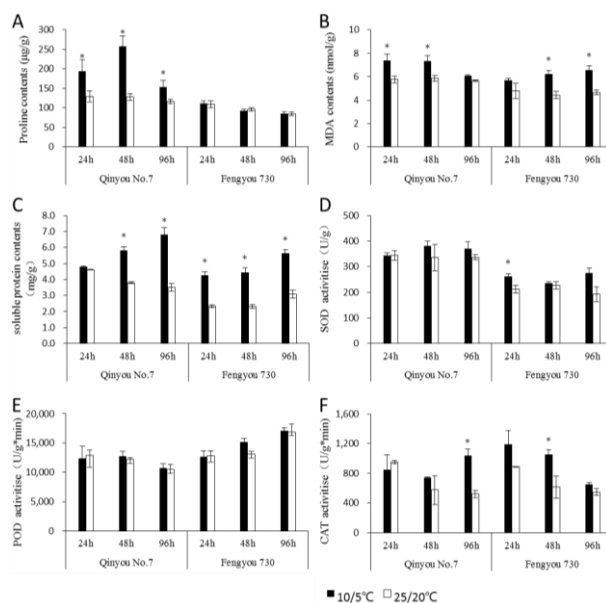 A
Proline contents (μg/g)
300
250
200
150
100
50
0
* * *
24h 48h 96h 24h 48h 96h
Qinyou No.7 Fengyou 730
B
MDA contents (nmol/g)
10
8
6
4
2
0
* * * *
24h 48h 96h 24h 48h 96h
Qinyou No.7 Fengyou 730
C
soluble protein contents
（mg/g）
8.0
7.0
6.0
5.0
4.0
3.0
2.0
1.0
0.0
* * * * *
24h 48h 96h 24h 48h 96h
Qinyou No.7 Fengyou 730
D
SOD activitise (U/g)
500
400
300
200
100
0
*
24h 48h 96h 24h 48h 96h
Qinyou No.7 Fengyou 730
E
POD activitise（U/g*min)
20,000
15,000
10,000
5,000
0
24h 48h 96h 24h 48h 96h
Qinyou No.7 Fengyou 730
F
CAT activitise（U/g*min)
1,600
1,200
800
400
0
* *
24h 48h 96h 24h 48h 96h
Qinyou No.7 Fengyou 730
10/5℃ 25/20℃